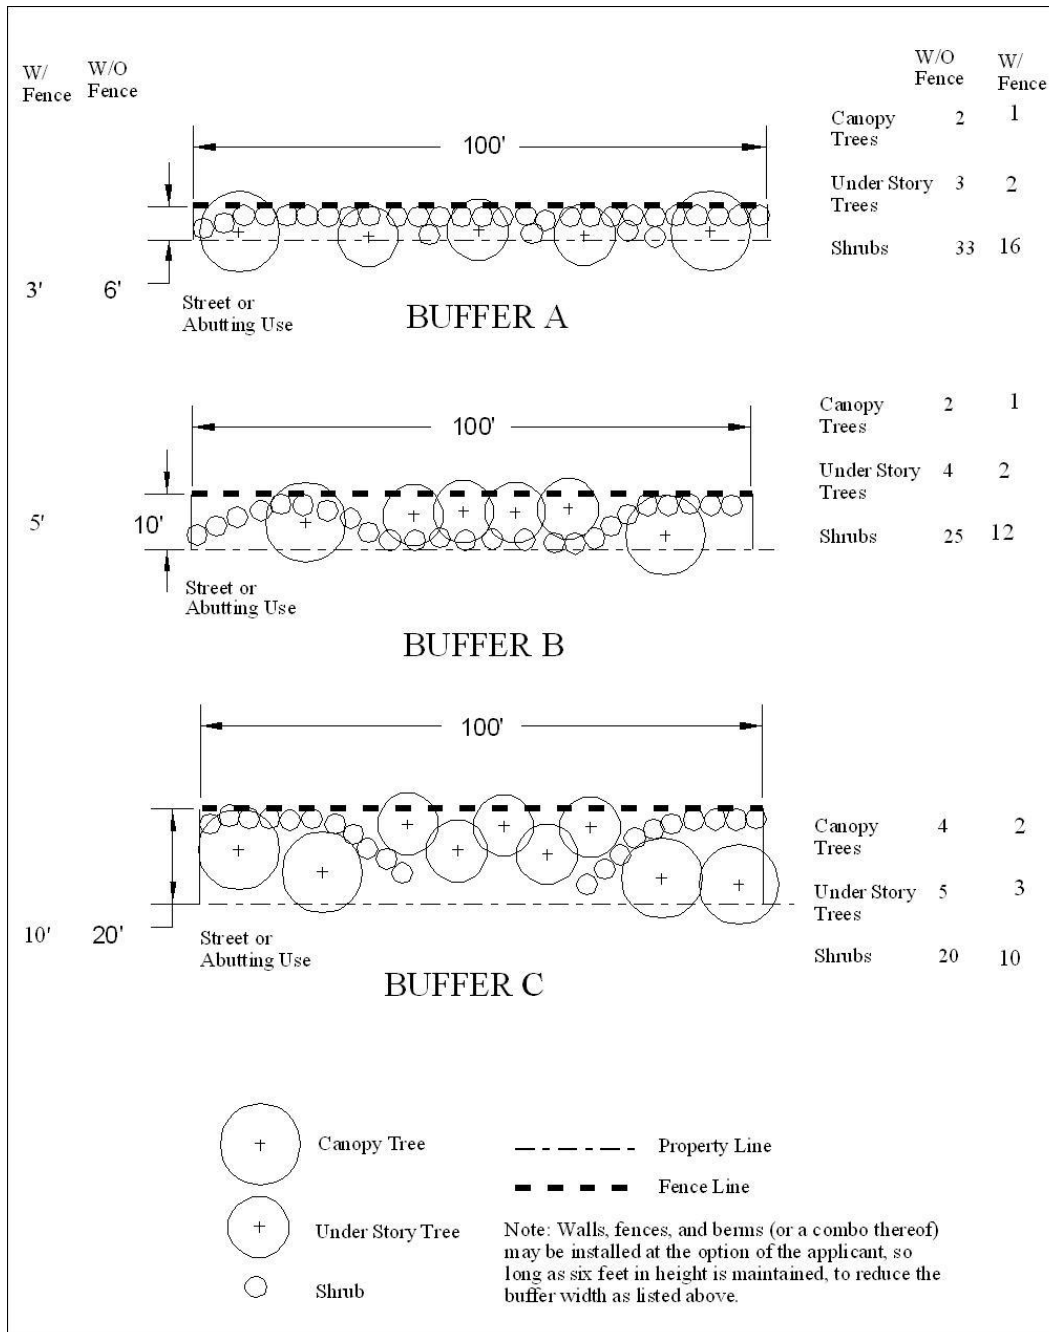 W/
Fence
W/O
Fence
W/O
Fence
W/
Fence
100'
Canopy
Trees
2
1
Under Story
Trees
3
2
Shrubs
33
16
3'
6'
Street or
Abutting Use
BUFFER A
100'
Canopy
Trees
2
1
Under Story
Trees
4
2
Shrubs
25
12
5'
10'
Street or
Abutting Use
BUFFER B
100'
Canopy
Trees
4
2
Under Story
Trees
5
3
Shrubs
20
10
10'
20'
Street or
Abutting Use
BUFFER C
Canopy Tree
Under Story Tree
Shrub
Property Line
Fence Line
Note: Walls, fences, and berms (or a combo thereof)
may be installed at the option of the applicant, so
long as six feet in height is maintained, to reduce the
buffer width as listed above.